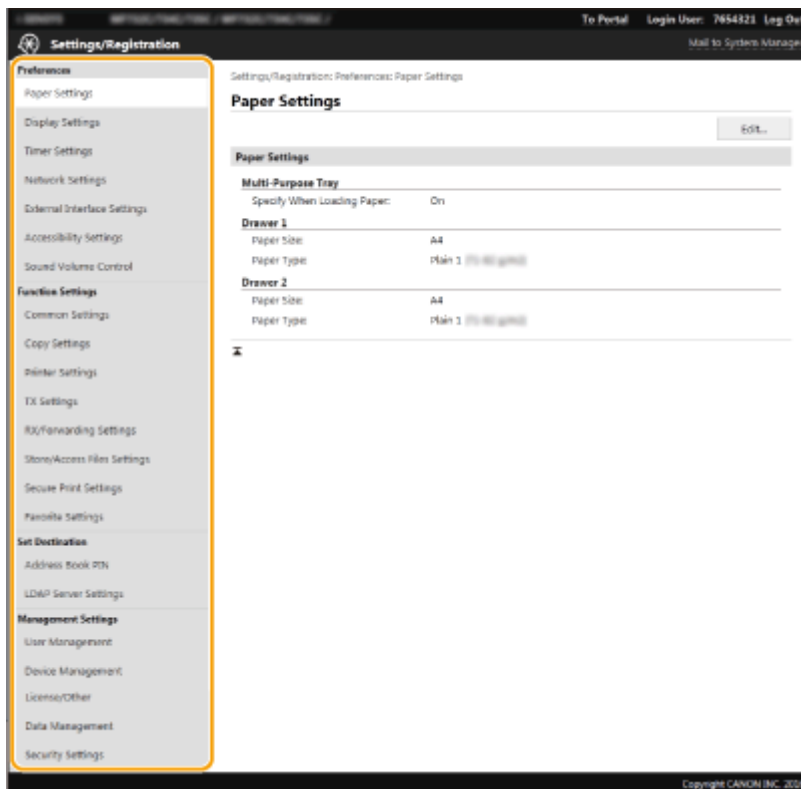 To Portal Login User: 7654321 Log Ou
Settings/Registration
Mail to System Manage
Preferences
Paper Settings
Display Settings
Timer Settings
Network Settings
External Interface Settings
Accessibility Settings
Sound Volume Control
Function Settings
Common Settings
Copy Settings
Printer Settings
TX Settings
RX/Forwarding Settings
Store/Access Files Settings
Secure Print Settings
Favorite Settings
Set Destination
Address Book PIN
LDAP Server Settings
Management Settings
User Management
Device Management
License/Other
Data Management
Security Settings
Settings/Registration: Preferences: Paper Settings
Paper Settings
Edit...
Paper Settings
Multi-Purpose Tray
Specify When Loading Paper: On
Drawer 1
Paper Size: A4
Paper Type: Plain 1
Drawer 2
Paper Size: A4
Paper Type: Plain 1
Copyright CANON INC. 201